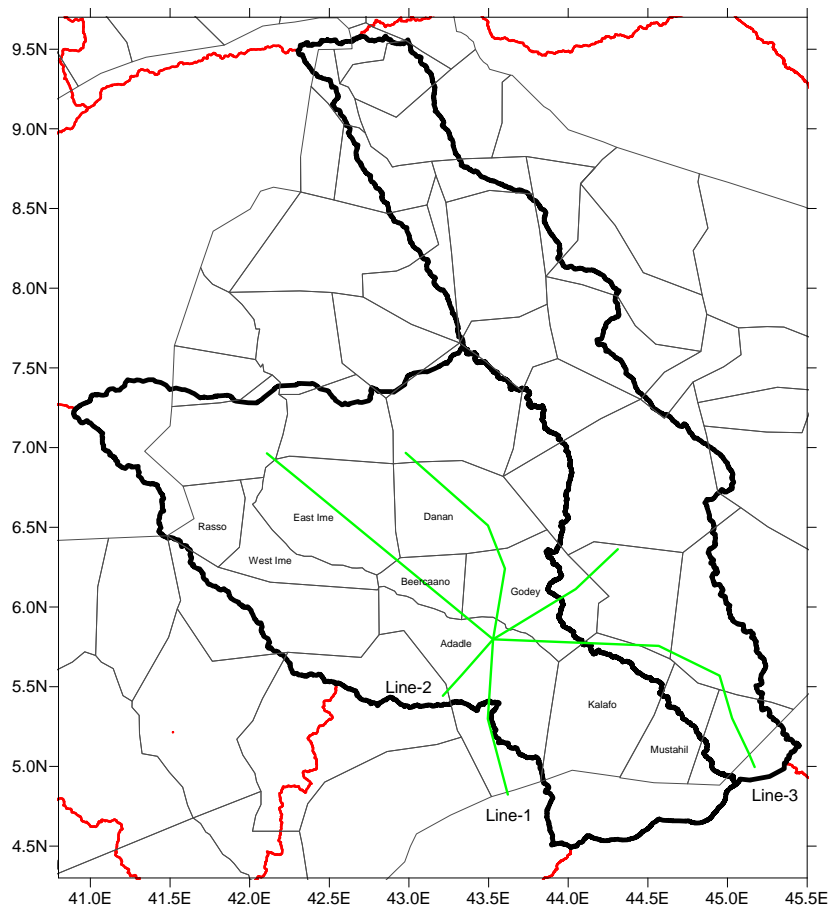 9.5N
9.0N
8.5N
8.0N
7.5N
7.0N
6.5N
6.0N
5.5N
5.0N
4.5N
Rasso
East Ime
Danan
West Ime
Beercaano
Godey
Adadle
Line-2
Kalafo
Mustahil
Line-1
Line-3
41.0E 41.5E 42.0E 42.5E 43.0E 43.5E 44.0E 44.5E 45.0E 45.5E